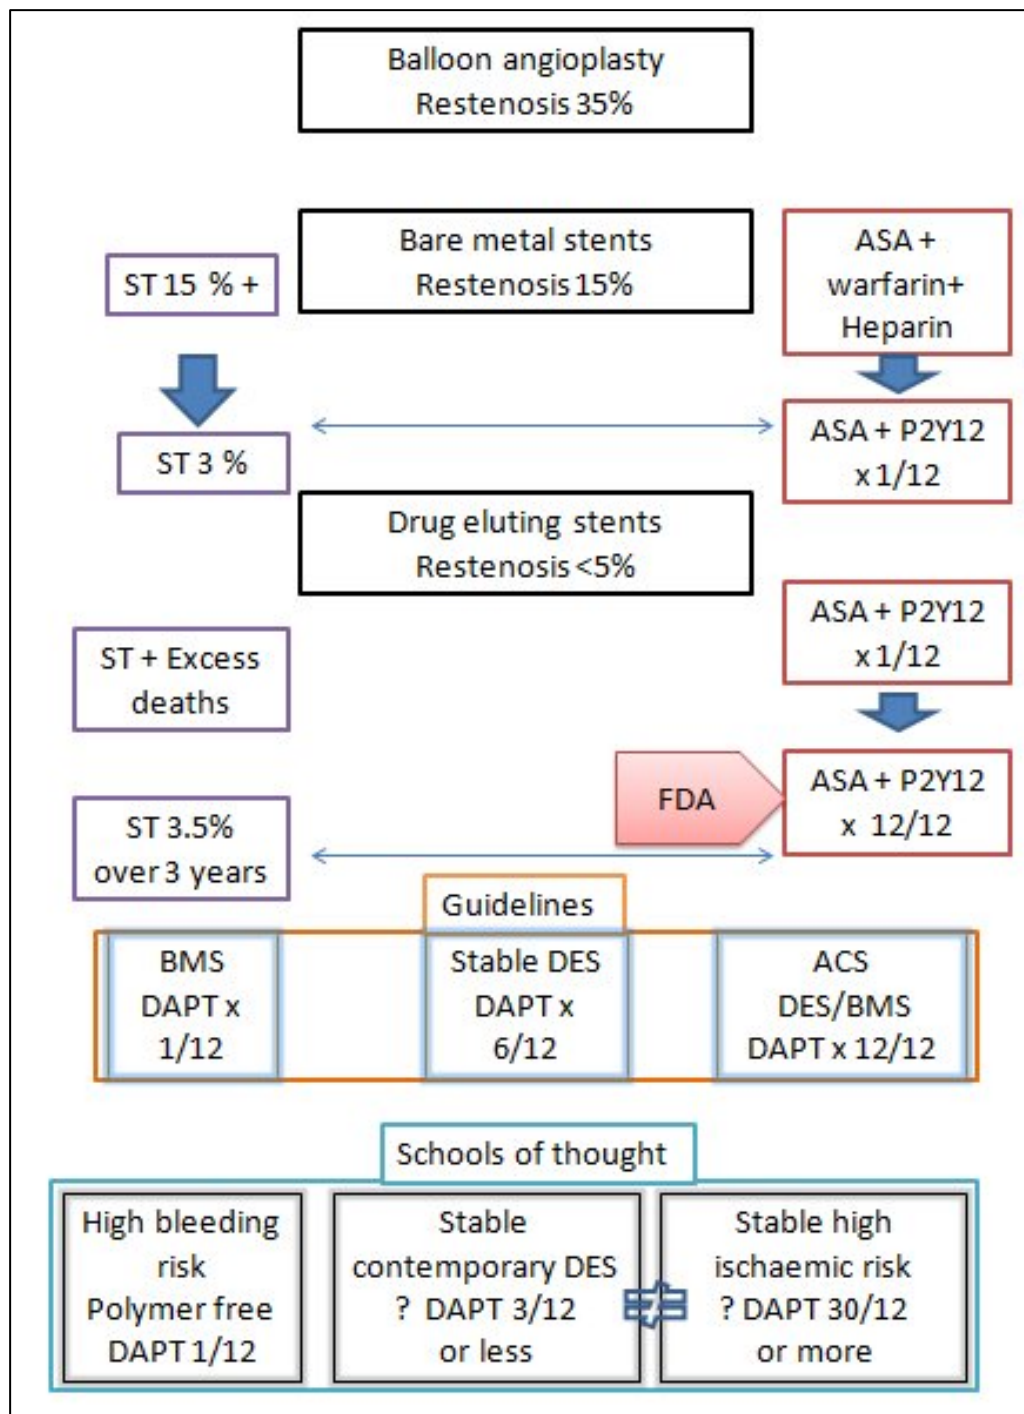 Balloon angioplasty
Restenosis 35%
ST 15 % +
Bare metal stents
Restenosis 15%
ASA +
warfarin+
Heparin
ST 3 %
ASA + P2Y12
x 1/12
Drug eluting stents
Restenosis <5%
ASA + P2Y12
x 1/12
ST + Excess
deaths
FDA
ASA + P2Y12
x 12/12
ST 3.5%
over 3 years
Guidelines
BMS
DAPT x
1/12
Stable DES
DAPT x
6/12
ACS
DES/BMS
DAPT x 12/12
Schools of thought
High bleeding
risk
Polymer free
DAPT 1/12
Stable
contemporary DES
? DAPT 3/12
or less
≠
Stable high
ischaemic risk
? DAPT 30/12
or more